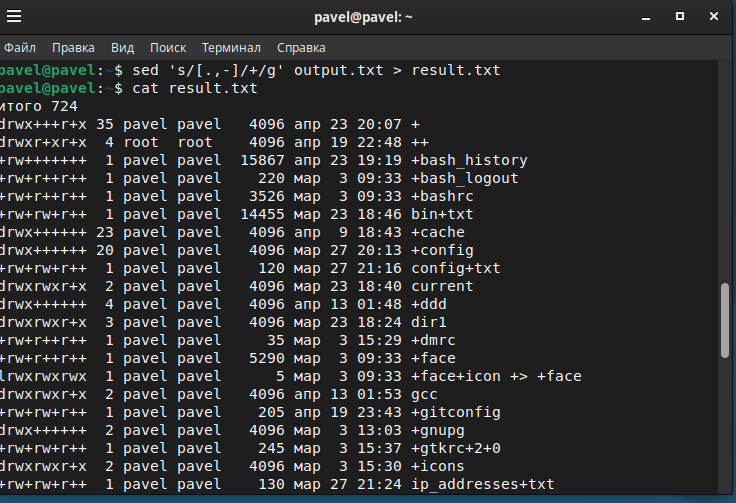 pavel@pavel: ~
Файл Правка Вид Поиск Терминал Справка
pavel@pavel:~$ sed 's/[.,-]/+/g' output.txt > result.txt
pavel@pavel:~$ cat result.txt
итого 724
drwx+++r+x 35 pavel pavel   4096 апр 23 20:07 +
drwxr+xr+x  4 root  root    4096 апр 19 22:48 ++
+rw+++++++  1 pavel pavel  15867 апр 23 19:19 +bash_history
+rw+r++r++  1 pavel pavel    220 мар  3 09:33 +bash_logout
+rw+r++r++  1 pavel pavel   3526 мар  3 09:33 +bashrc
+rw+rw+r++  1 pavel pavel  14455 мар 23 18:46 bin+txt
drwx++++++ 23 pavel pavel   4096 апр  9 18:43 +cache
drwx++++++ 20 pavel pavel   4096 мар 27 20:13 +config
+rw+rw+r++  1 pavel pavel    120 мар 27 21:16 config+txt
drwxrwxr+x  2 pavel pavel   4096 мар 23 18:40 current
drwx++++++  4 pavel pavel   4096 апр 13 01:48 +ddd
drwxrwxr+x  3 pavel pavel   4096 мар 23 18:24 dir1
+rw+r++r++  1 pavel pavel     35 мар  3 15:29 +dmrc
+rw+r++r++  1 pavel pavel   5290 мар  3 09:33 +face
lrwxrwxrwx  1 pavel pavel      5 мар  3 09:33 +face+icon +> +face
drwxrwxr+x  2 pavel pavel   4096 апр 13 01:53 gcc
+rw+rw+r++  1 pavel pavel    205 апр 19 23:43 +gitconfig
drwx++++++  2 pavel pavel   4096 мар  3 13:03 +gnupg
+rw+rw+r++  1 pavel pavel    245 мар  3 15:37 +gtkrc+2+0
drwxrwxr+x  2 pavel pavel   4096 мар  3 15:30 +icons
+rw+rw+r++  1 pavel pavel    130 мар 27 21:24 ip_addresses+txt